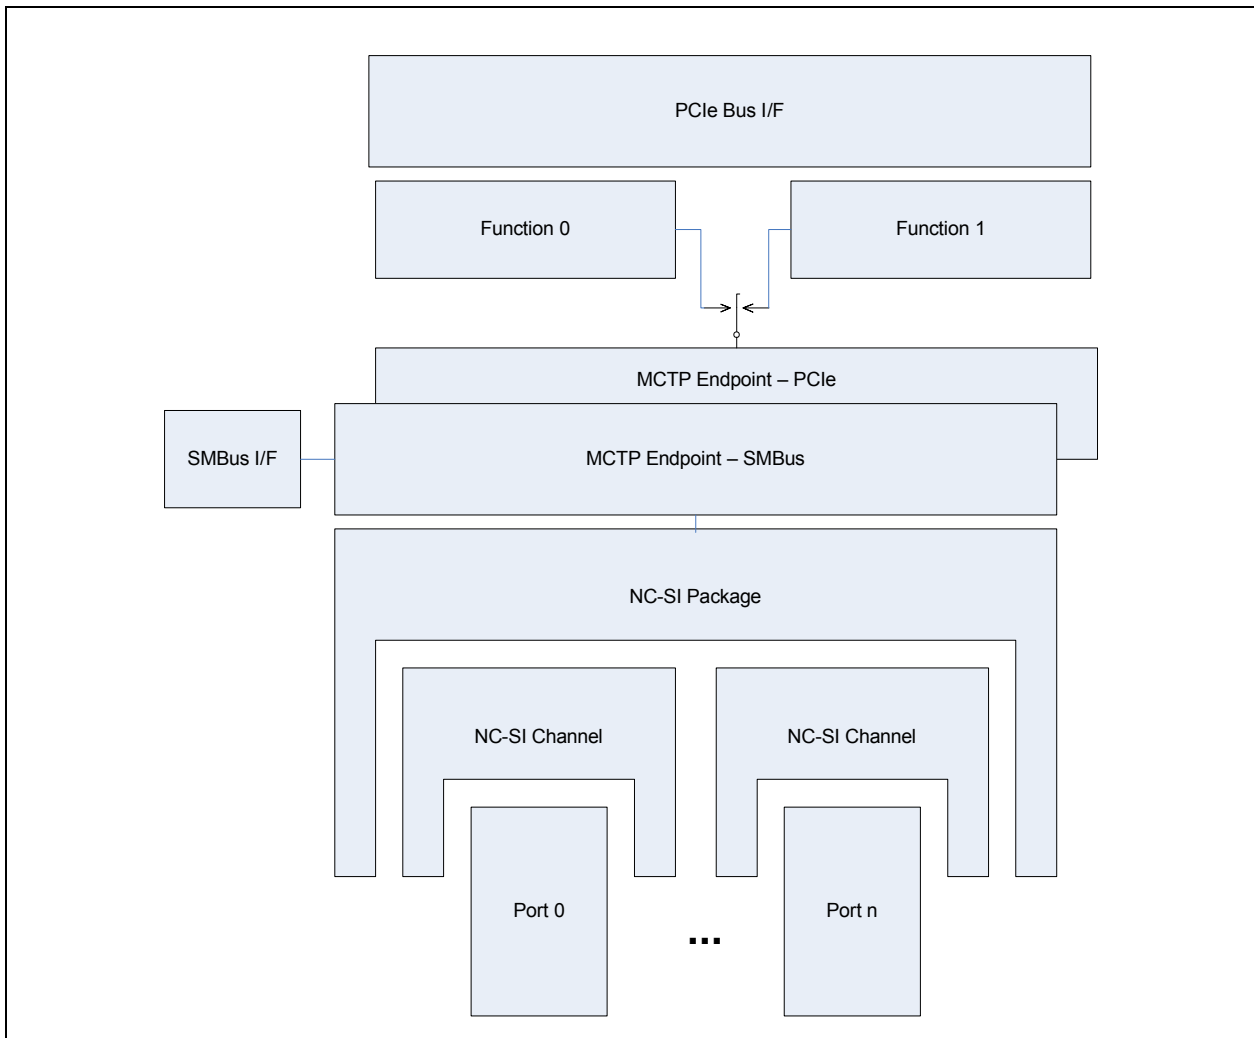 PCIe Bus I/F
Function 0
Function 1
MCTP Endpoint – PCIe
SMBus I/F
MCTP Endpoint – SMBus
NC-SI Package
NC-SI Channel
NC-SI Channel
Port 0
...
Port n